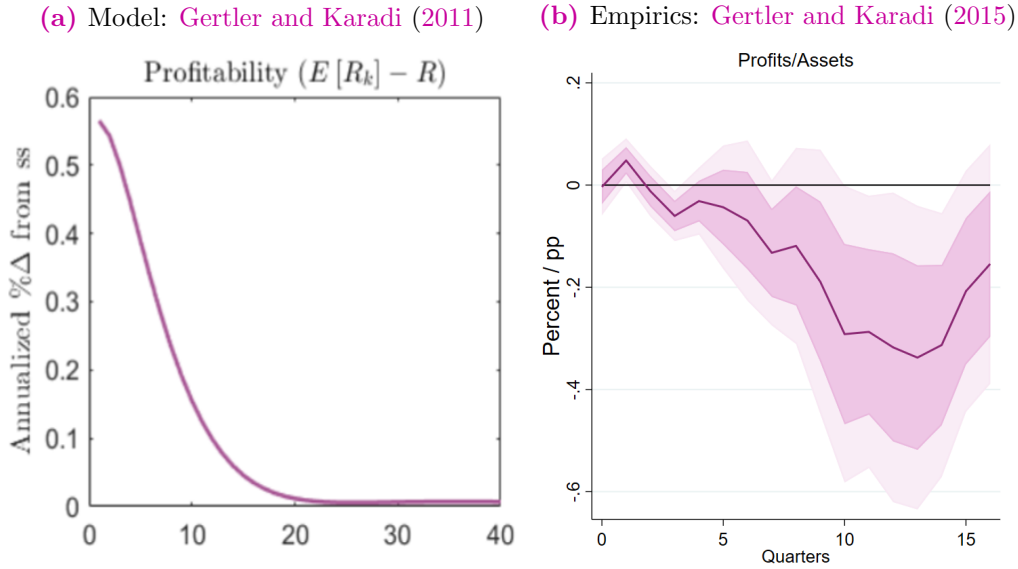 (a) Model: Gertler and Karadi (2011)
Profitability (E [Rₖ] − R)
Annualized %Δ from ss
0.6
0.5
0.4
0.3
0.2
0.1
0
0 10 20 30 40
(b) Empirics: Gertler and Karadi (2015)
Profits/Assets
Percent / pp
.2
0
-.2
-.4
-.6
0 5 10 15
Quarters